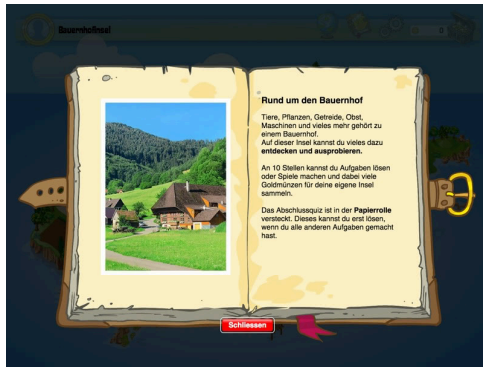 Bauernhofinsel
0
Rund um den Bauernhof
Tiere, Pflanzen, Getreide, Obst,
Maschinen und vieles mehr gehört zu
einem Bauernhof.
Auf dieser Insel kannst du vieles dazu
entdecken und ausprobieren.
An 10 Stellen kannst du Aufgaben lösen
oder Spiele machen und dabei viele
Goldmünzen für deine eigene Insel
sammeln.
Das Abschlussquiz ist in der Papierrolle
versteckt. Dieses kannst du erst lösen,
wenn du alle anderen Aufgaben gemacht
hast.
Schliessen